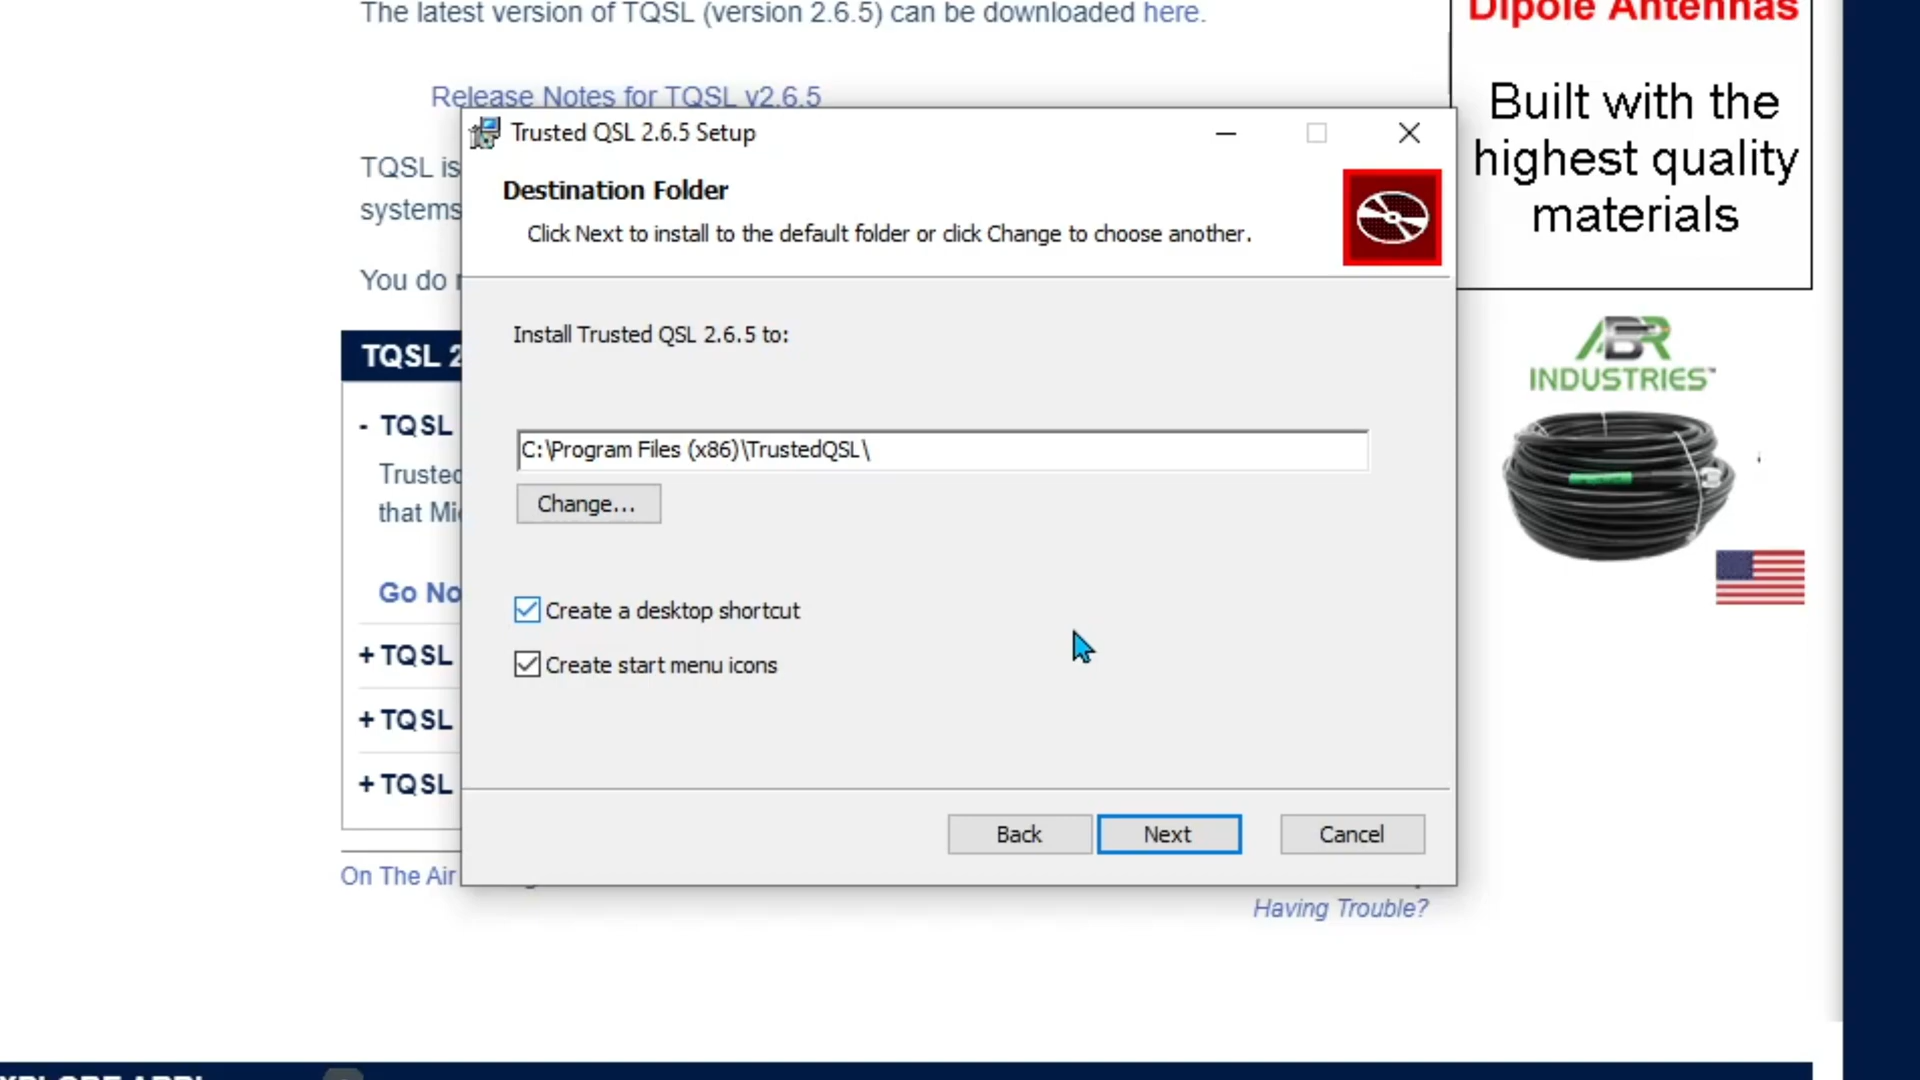 The latest version of TQSL (version 2.6.5) can be downloaded here.
Release Notes for TQSL v2.6.5
TQSL is
systems
You do
TQSL 2
- TQSL
Trusted
that Mi
Go No
+ TQSL
+ TQSL
+ TQSL
On The Air
Having Trouble?
Trusted QSL 2.6.5 Setup
Destination Folder
Click Next to install to the default folder or click Change to choose another.
Install Trusted QSL 2.6.5 to:
C:\Program Files (x86)\TrustedQSL\
Change...
Create a desktop shortcut
Create start menu icons
Back
Next
Cancel
Dipole Antennas
Built with the
highest quality
materials
ABR
INDUSTRIES™